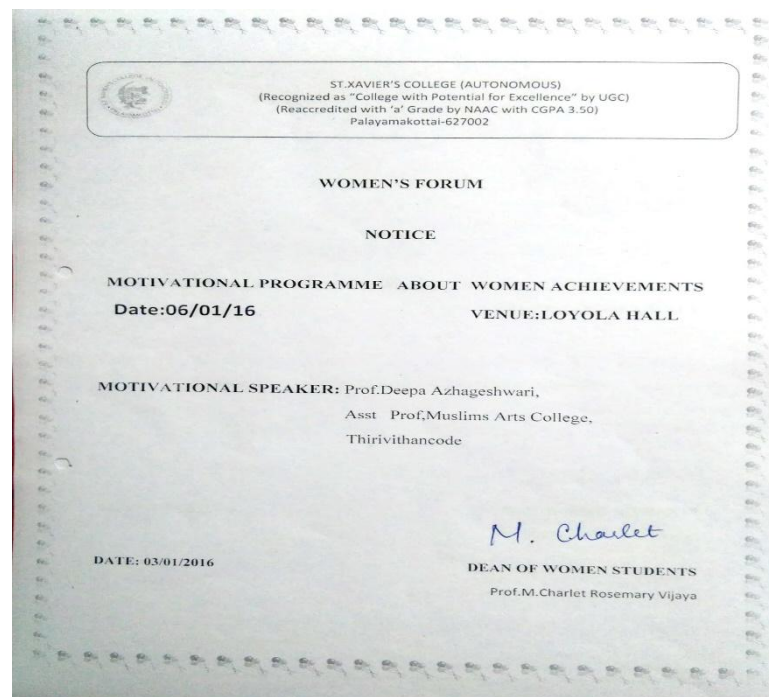 ST.XAVIER'S COLLEGE (AUTONOMOUS)
(Recognized as "College with Potential for Excellence" by UGC)
(Reaccredited with 'a' Grade by NAAC with CGPA 3.50)
Palayamakottai-627002
WOMEN'S FORUM
NOTICE
MOTIVATIONAL PROGRAMME ABOUT WOMEN ACHIEVEMENTS
Date:06/01/16 VENUE:LOYOLA HALL
MOTIVATIONAL SPEAKER: Prof.Deepa Azhageshwari,
Asst Prof,Muslims Arts College,
Thirivithancode
M. Charlet
DATE: 03/01/2016 DEAN OF WOMEN STUDENTS
Prof.M.Charlet Rosemary Vijaya